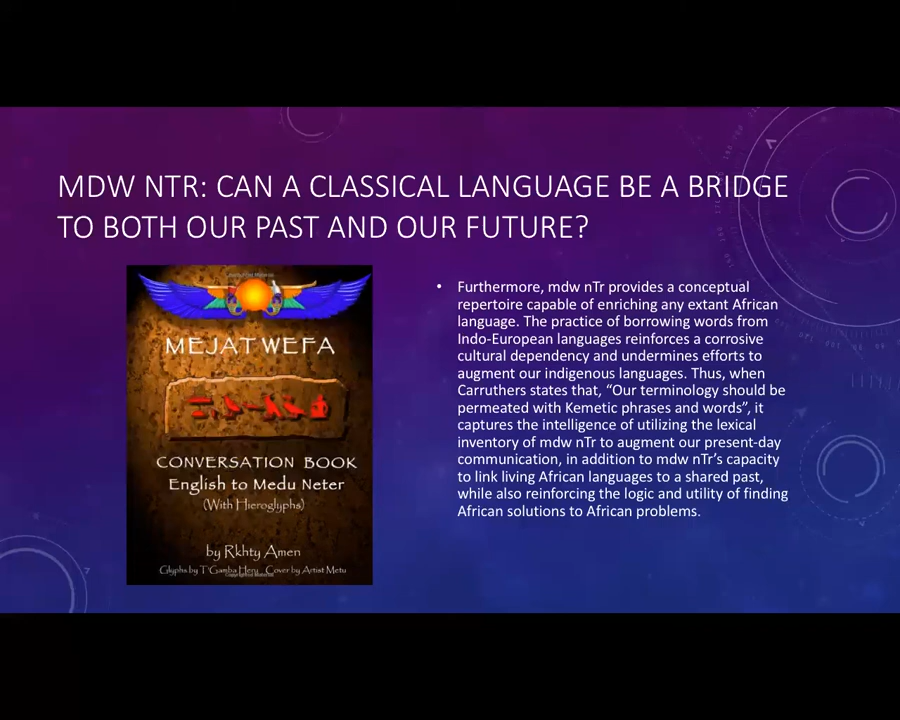 MDW NTR: CAN A CLASSICAL LANGUAGE BE A BRIDGE
TO BOTH OUR PAST AND OUR FUTURE?
MEJAT WEFA
CONVERSATION BOOK
English to Medu Neter
(With Hieroglyphs)
by Rkhty Amen
Glyphs by T'Gamba Heru Cover by Artist Metu
Copyrighted Material
• Furthermore, mdw nTr provides a conceptual
repertoire capable of enriching any extant African
language. The practice of borrowing words from
Indo-European languages reinforces a corrosive
cultural dependency and undermines efforts to
augment our indigenous languages. Thus, when
Carruthers states that, “Our terminology should be
permeated with Kemetic phrases and words”, it
captures the intelligence of utilizing the lexical
inventory of mdw nTr to augment our present-day
communication, in addition to mdw nTr’s capacity
to link living African languages to a shared past,
while also reinforcing the logic and utility of finding
African solutions to African problems.